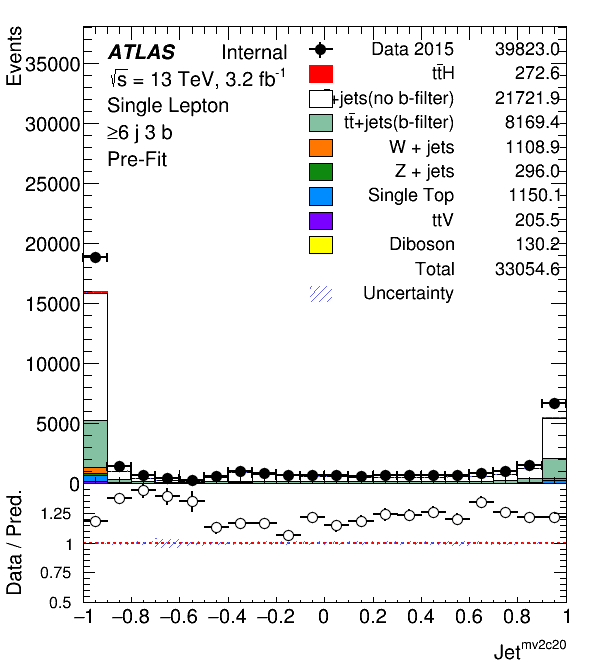 Events
35000
30000
25000
20000
15000
10000
5000
0
ATLAS Internal
√s = 13 TeV, 3.2 fb⁻¹
Single Lepton
≥6 j 3 b
Pre-Fit
Data 2015 39823.0
tt̄H 272.6
+jets(no b-filter) 21721.9
tt̄+jets(b-filter) 8169.4
W + jets 1108.9
Z + jets 296.0
Single Top 1150.1
ttV 205.5
Diboson 130.2
Total 33054.6
Uncertainty
Data / Pred.
1.25
1
0.75
0.5
−1 −0.8 −0.6 −0.4 −0.2 0 0.2 0.4 0.6 0.8 1
Jet^mv2c20